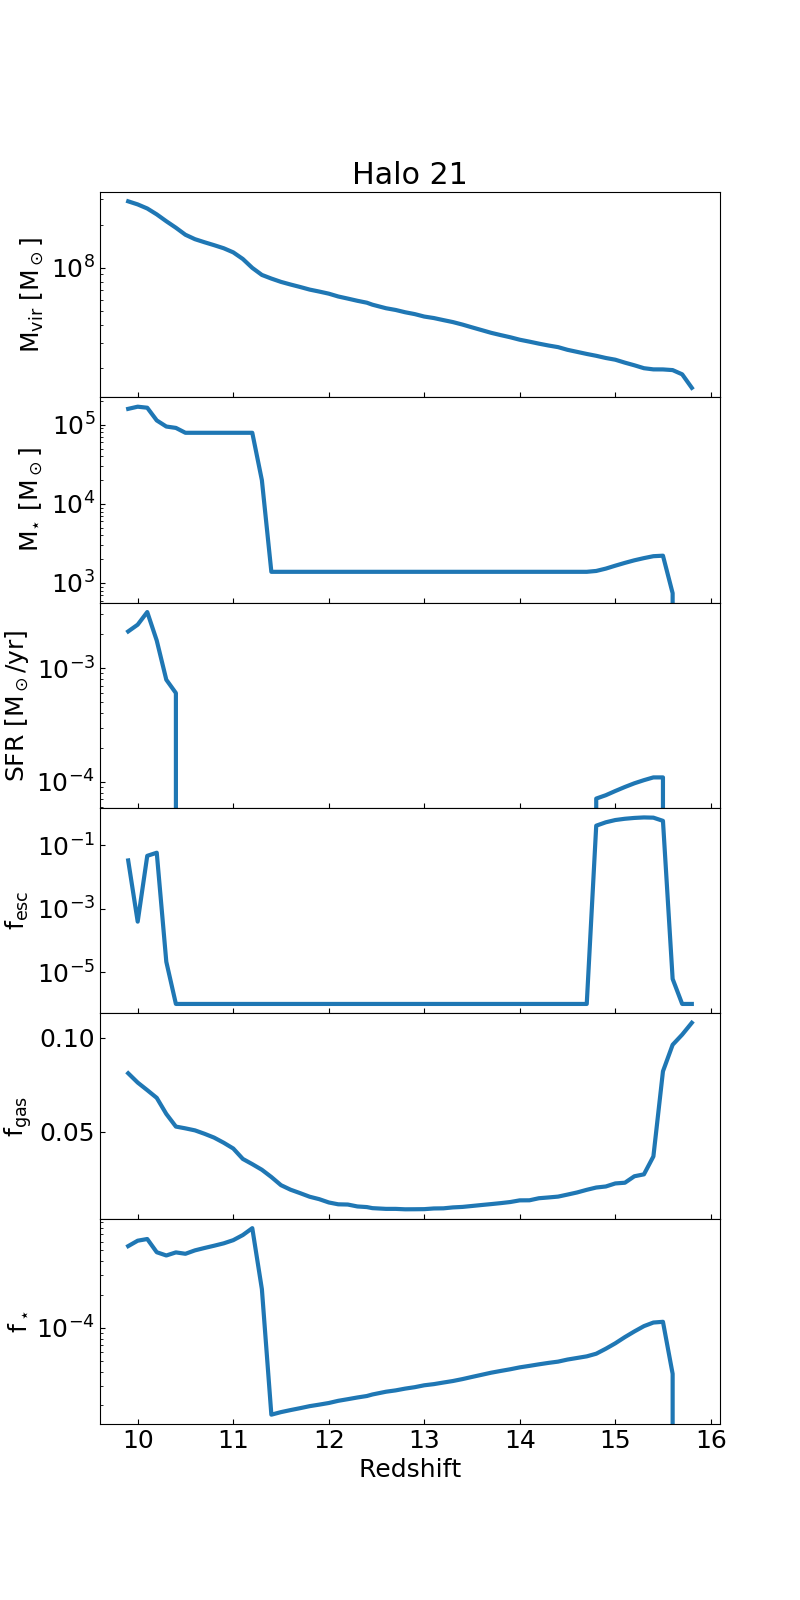 Halo 21
M_vir [M_⊙]
10^8
M_⋆ [M_⊙]
10^5
10^4
10^3
SFR [M_⊙/yr]
10^−3
10^−4
f_esc
10^−1
10^−3
10^−5
f_gas
0.10
0.05
f_⋆
10^−4
10 11 12 13 14 15 16
Redshift